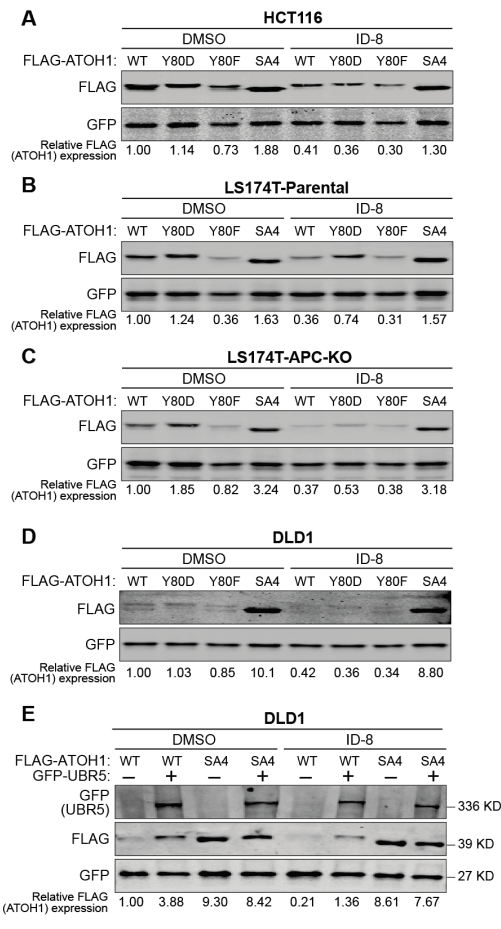 A
HCT116
DMSO ID-8
FLAG-ATOH1: WT Y80D Y80F SA4 WT Y80D Y80F SA4
FLAG
GFP
Relative FLAG
(ATOH1) expression
1.00 1.14 0.73 1.88 0.41 0.36 0.30 1.30
B
LS174T-Parental
DMSO ID-8
FLAG-ATOH1: WT Y80D Y80F SA4 WT Y80D Y80F SA4
FLAG
GFP
Relative FLAG
(ATOH1) expression
1.00 1.24 0.36 1.63 0.36 0.74 0.31 1.57
C
LS174T-APC-KO
DMSO ID-8
FLAG-ATOH1: WT Y80D Y80F SA4 WT Y80D Y80F SA4
FLAG
GFP
Relative FLAG
(ATOH1) expression
1.00 1.85 0.82 3.24 0.37 0.53 0.38 3.18
D
DLD1
DMSO ID-8
FLAG-ATOH1: WT Y80D Y80F SA4 WT Y80D Y80F SA4
FLAG
GFP
Relative FLAG
(ATOH1) expression
1.00 1.03 0.85 10.1 0.42 0.36 0.34 8.80
E
DLD1
DMSO ID-8
FLAG-ATOH1: WT WT SA4 SA4 WT WT SA4 SA4
GFP-UBR5: – + – + – + – +
GFP
(UBR5)
336 KD
FLAG
39 KD
GFP
27 KD
Relative FLAG
(ATOH1) expression
1.00 3.88 9.30 8.42 0.21 1.36 8.61 7.67